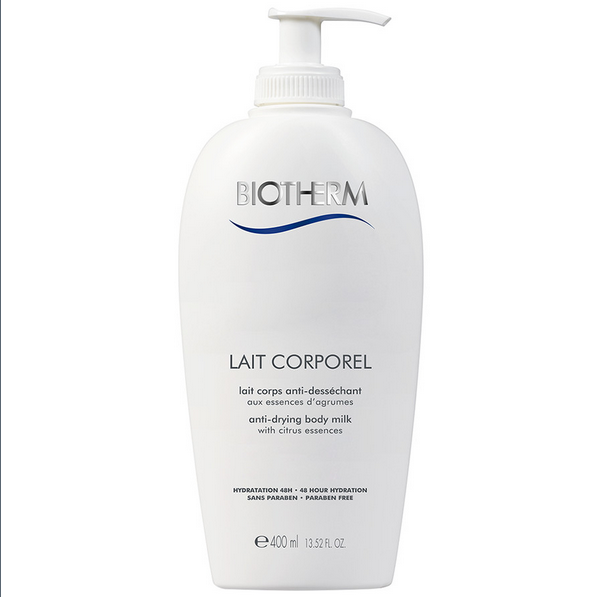 BIOTHERM
LAIT CORPOREL
lait corps anti-desséchant
aux essences d'agrumes
anti-drying body milk
with citrus essences
HYDRATATION 48H • 48 HOUR HYDRATION
SANS PARABEN • PARABEN FREE
℮400 ml 13.52 FL. OZ.